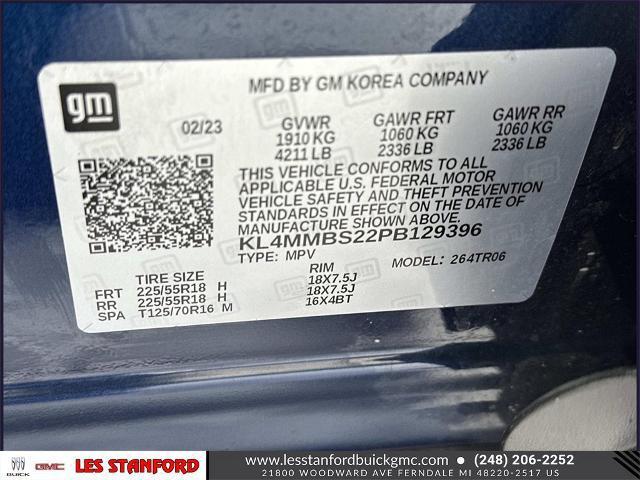 MFD BY GM KOREA COMPANY
gm
02/23
GVWR GAWR FRT GAWR RR
1910 KG 1060 KG 1060 KG
4211 LB 2336 LB 2336 LB
THIS VEHICLE CONFORMS TO ALL
APPLICABLE U.S. FEDERAL MOTOR
VEHICLE SAFETY AND THEFT PREVENTION
STANDARDS IN EFFECT ON THE DATE OF
MANUFACTURE SHOWN ABOVE.
KL4MMBS22PB129396
TYPE: MPV MODEL: 264TR06
TIRE SIZE RIM
FRT 225/55R18 H 18X7.5J
RR 225/55R18 H 18X7.5J
SPA T125/70R16 M 16X4BT
BUICK GMC LES STANFORD www.lesstanfordbuickgmc.com • (248) 206-2252
21800 WOODWARD AVE FERNDALE MI 48220-2517 US